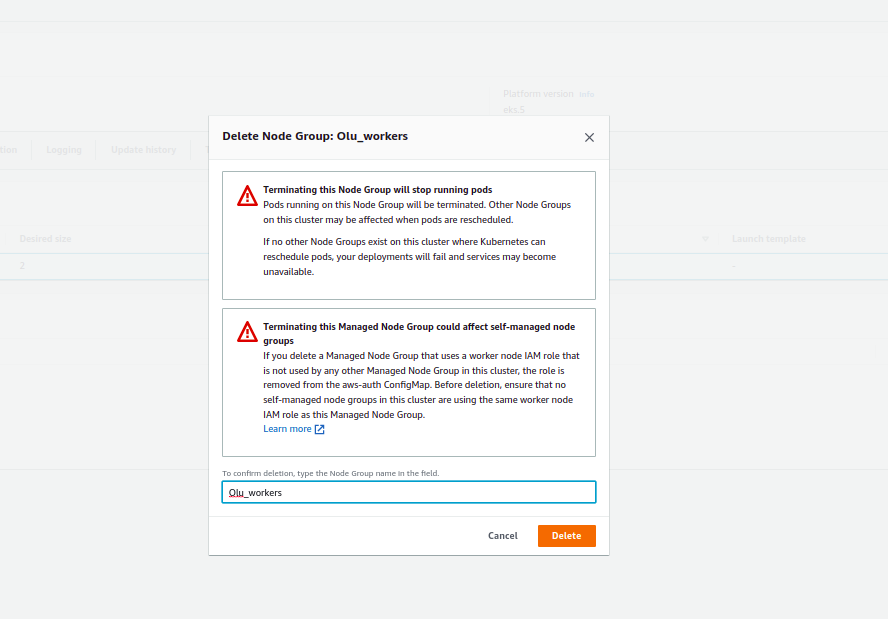 Platform version
eks.5
tion
Logging
Update history
T
Delete Node Group: Olu_workers
Terminating this Node Group will stop running pods
Pods running on this Node Group will be terminated. Other Node Groups
on this cluster may be affected when pods are rescheduled.
If no other Node Groups exist on this cluster where Kubernetes can
reschedule pods, your deployments will fail and services may become
unavailable.
Desired size
Launch template
2
-
Terminating this Managed Node Group could affect self-managed node
groups
If you delete a Managed Node Group that uses a worker node IAM role that
is not used by any other Managed Node Group in this cluster, the role is
removed from the aws-auth ConfigMap. Before deletion, ensure that no
self-managed node groups in this cluster are using the same worker node
IAM role as this Managed Node Group.
Learn more
To confirm deletion, type the Node Group name in the field.
Olu_workers
Cancel
Delete